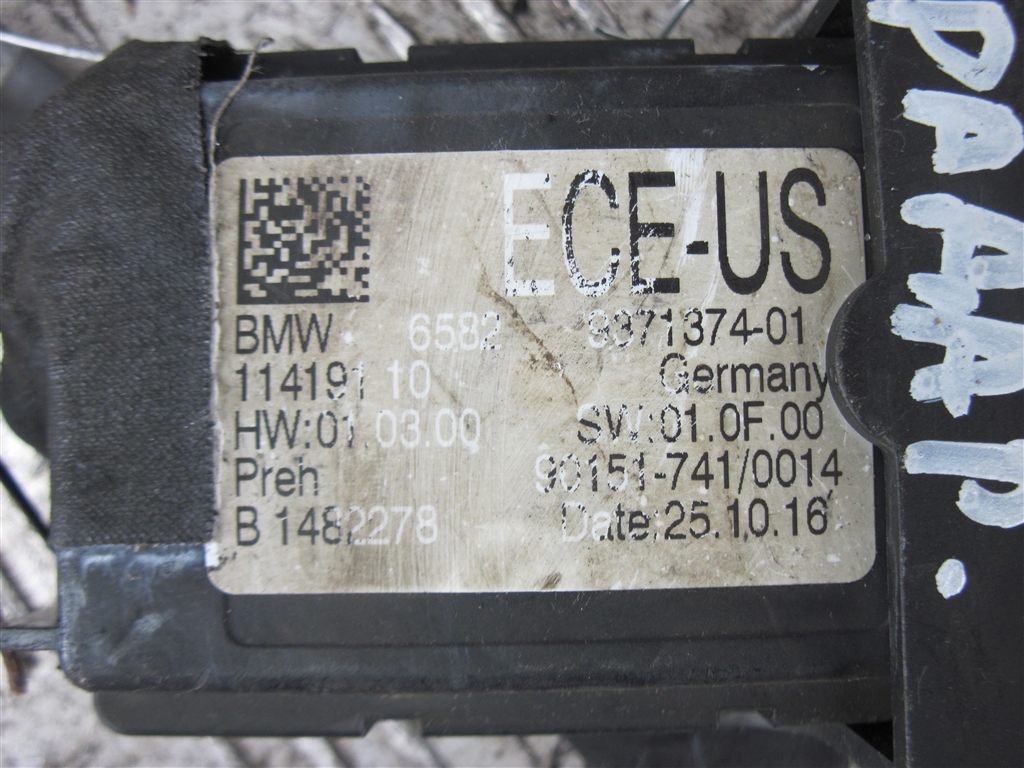 ECE-US
BMW 6582 9371374-01
114191 10 Germany
HW:01.03.00 SW:01.0F.00
Preh 90151-741/0014
B 1482278 Date:25.10.16